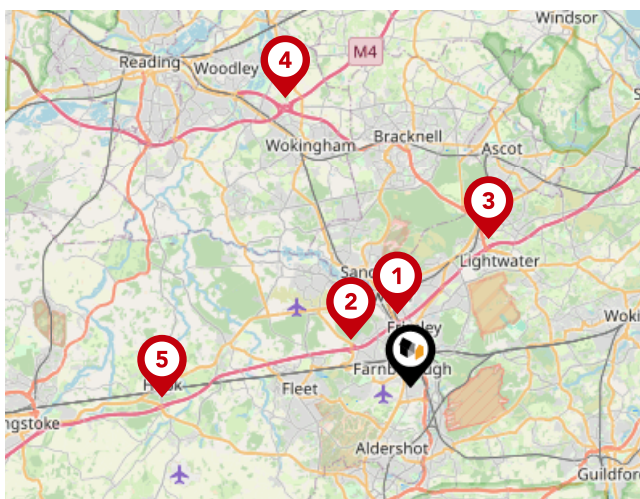 Windsor
Reading
Woodley
4
M4
Bracknell
Wokingham
Ascot
3
Lightwater
Sand
1
2
Frimley
5
Farnborough
Hook
Fleet
ngstoke
Aldershot
Guildford